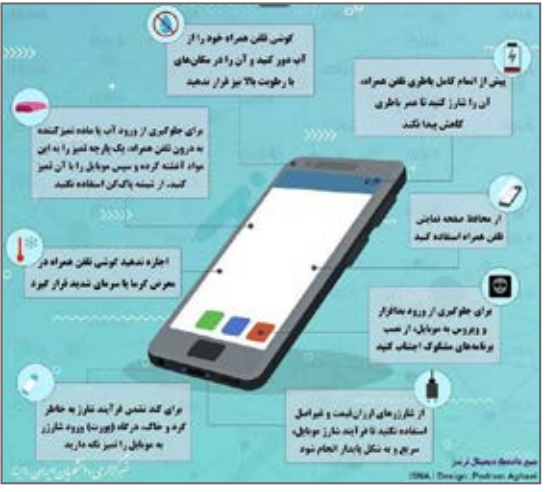 گوشی تلفن همراه خود را از
آب دور کنید و آن را در مکان‌های
با رطوبت بالا نیز قرار ندهید
پیش از اتمام کامل باطری تلفن همراه،
آن را شارژ کنید تا عمر باطری
کاهش پیدا نکند
برای جلوگیری از ورود آب یا ماده تمیزکننده
به درون تلفن همراه، یک پارچه تمیز را به این
مواد آغشته کرده و سپس موبایل را با آن تمیز
کنید، از شیشه پاک‌کن استفاده نکنید
از محافظ صفحه نمایش
تلفن همراه استفاده کنید
اجازه ندهید گوشی تلفن همراه در
معرض گرما یا سرمای شدید قرار گیرد
برای جلوگیری از ورود بدافزار
و ویروس به موبایل، از نصب
برنامه‌های مشکوک اجتناب کنید
از شارژرهای ارزان‌قیمت و غیراصل
استفاده نکنید تا فرآیند شارژ موبایل،
سریع و به شکل پایدار انجام شود
برای کند نشدن فرآیند شارژ به خاطر
گرد و خاک، درگاه (پورت) ورود شارژر
به موبایل را تمیز نگه دارید
منبع: دیجیتال ترندز
خبرگزاری دانشجویان ایران - ایسنا
ISNA / Design: Pedram Aghaei